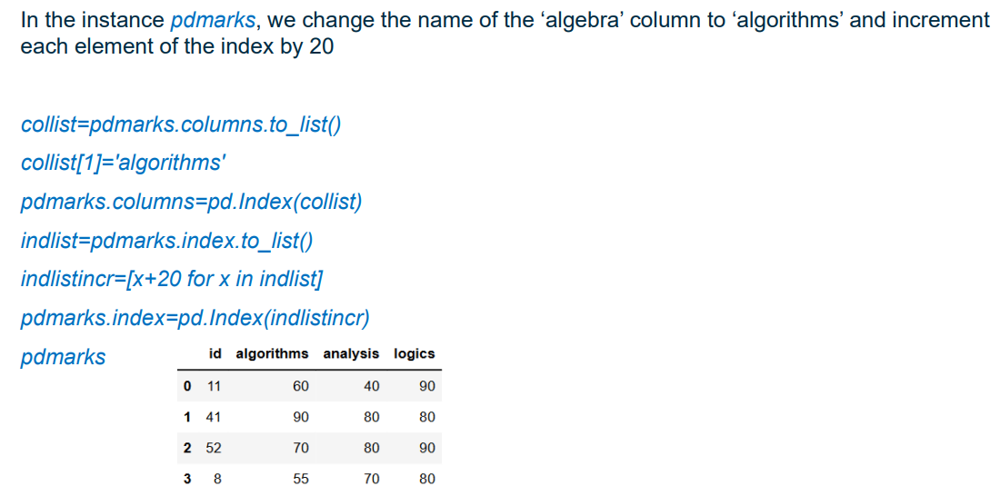 In the instance pdmarks, we change the name of the ‘algebra’ column to ‘algorithms’ and increment
each element of the index by 20
collist=pdmarks.columns.to_list()
collist[1]='algorithms'
pdmarks.columns=pd.Index(collist)
indlist=pdmarks.index.to_list()
indlistincr=[x+20 for x in indlist]
pdmarks.index=pd.Index(indlistincr)
pdmarks
id algorithms analysis logics
0 11 60 40 90
1 41 90 80 80
2 52 70 80 90
3 8 55 70 80